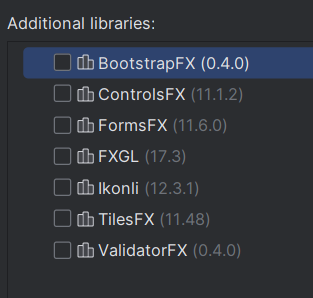 Additional libraries:
BootstrapFX (0.4.0)
ControlsFX (11.1.2)
FormsFX (11.6.0)
FXGL (17.3)
Ikonli (12.3.1)
TilesFX (11.48)
ValidatorFX (0.4.0)